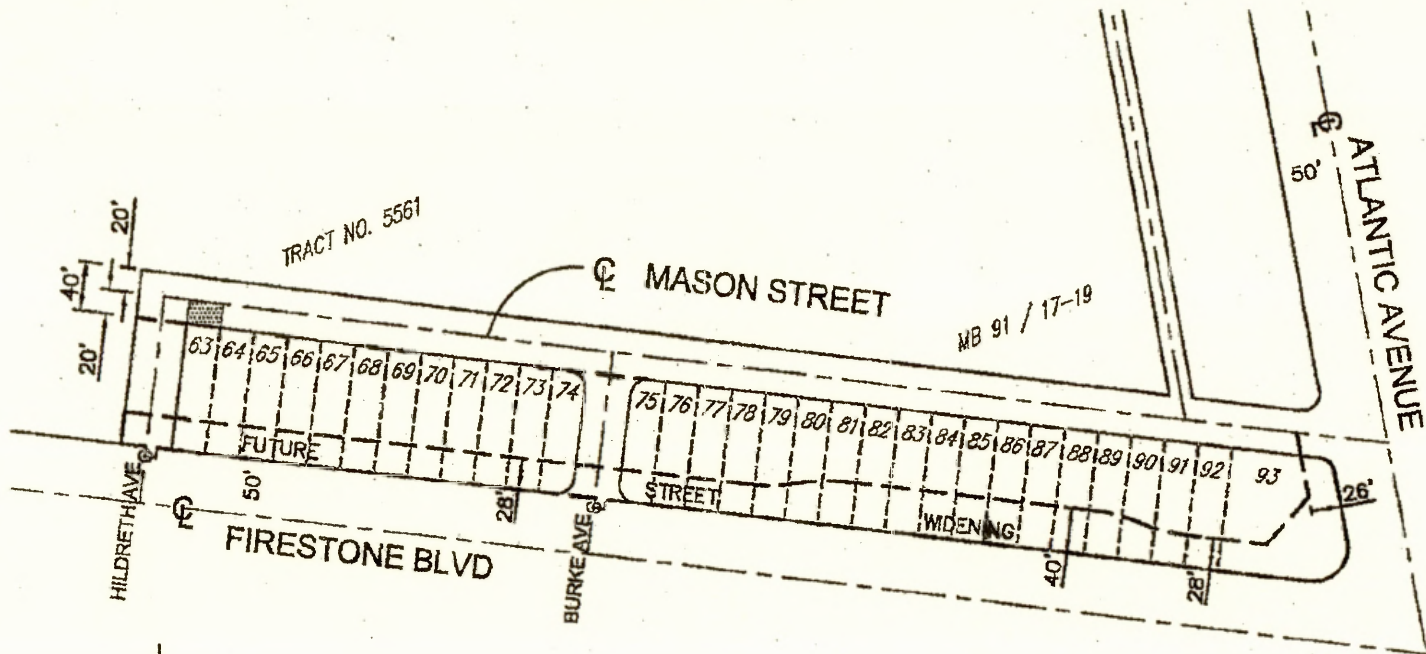 50'
℄ ATLANTIC AVENUE
20'
TRACT NO. 5561
40'
℄ MASON STREET
MB 91 / 17-19
20'
63 64 65 66 67 68 69 70 71 72 73 74
75 76 77 78 79 80 81 82 83 84 85 86 87 88 89 90 91 92 93
FUTURE
STREET
WIDENING
26'
50'
28'
40'
28'
HILDRETH AVE ℄
℄ FIRESTONE BLVD
BURKE AVE ℄